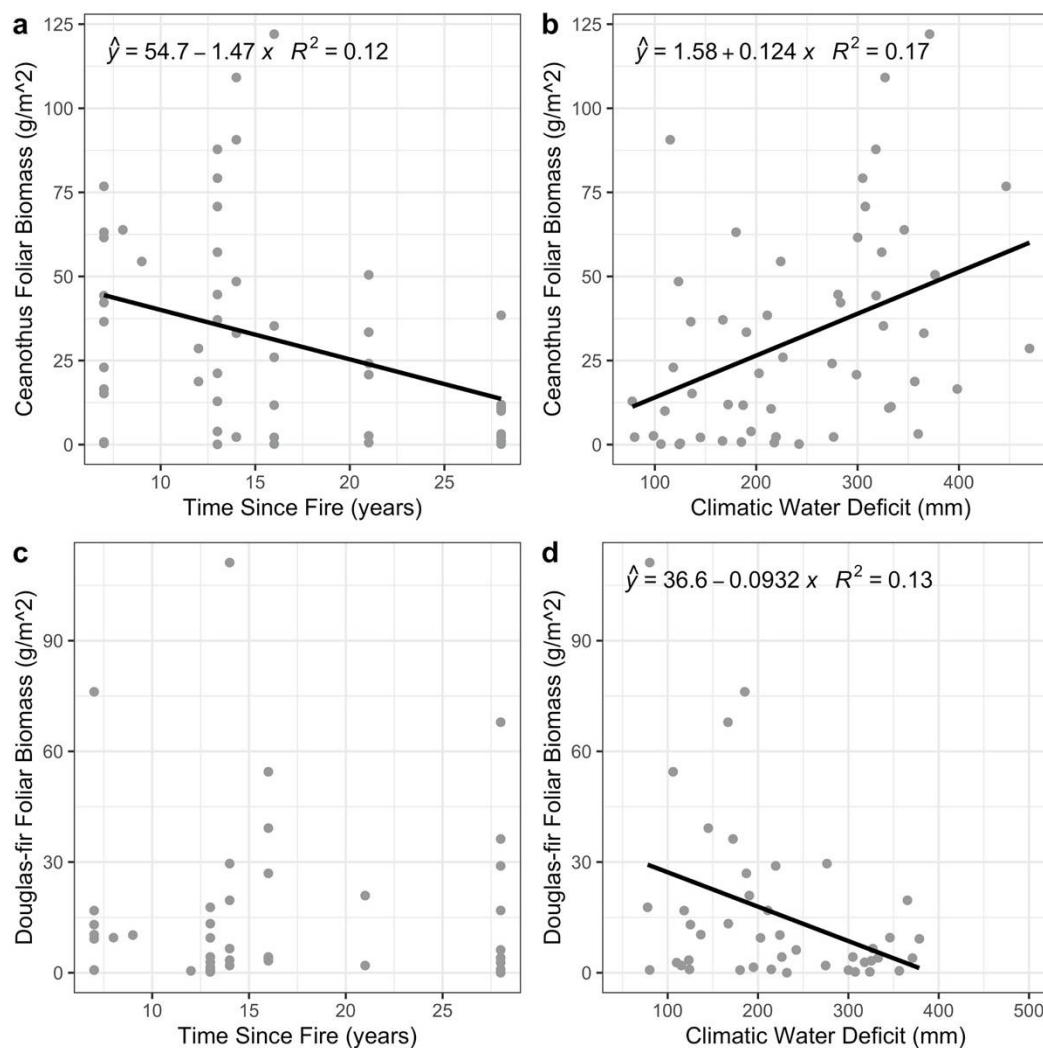 a
ŷ = 54.7 − 1.47 x R² = 0.12
125
100
75
50
25
0
Ceanothus Foliar Biomass (g/m^2)
10 15 20 25
Time Since Fire (years)
b
ŷ = 1.58 + 0.124 x R² = 0.17
125
100
75
50
25
0
Ceanothus Foliar Biomass (g/m^2)
100 200 300 400
Climatic Water Deficit (mm)
c
90
60
30
0
Douglas-fir Foliar Biomass (g/m^2)
10 15 20 25
Time Since Fire (years)
d
ŷ = 36.6 − 0.0932 x R² = 0.13
90
60
30
0
Douglas-fir Foliar Biomass (g/m^2)
0 100 200 300 400 500
Climatic Water Deficit (mm)